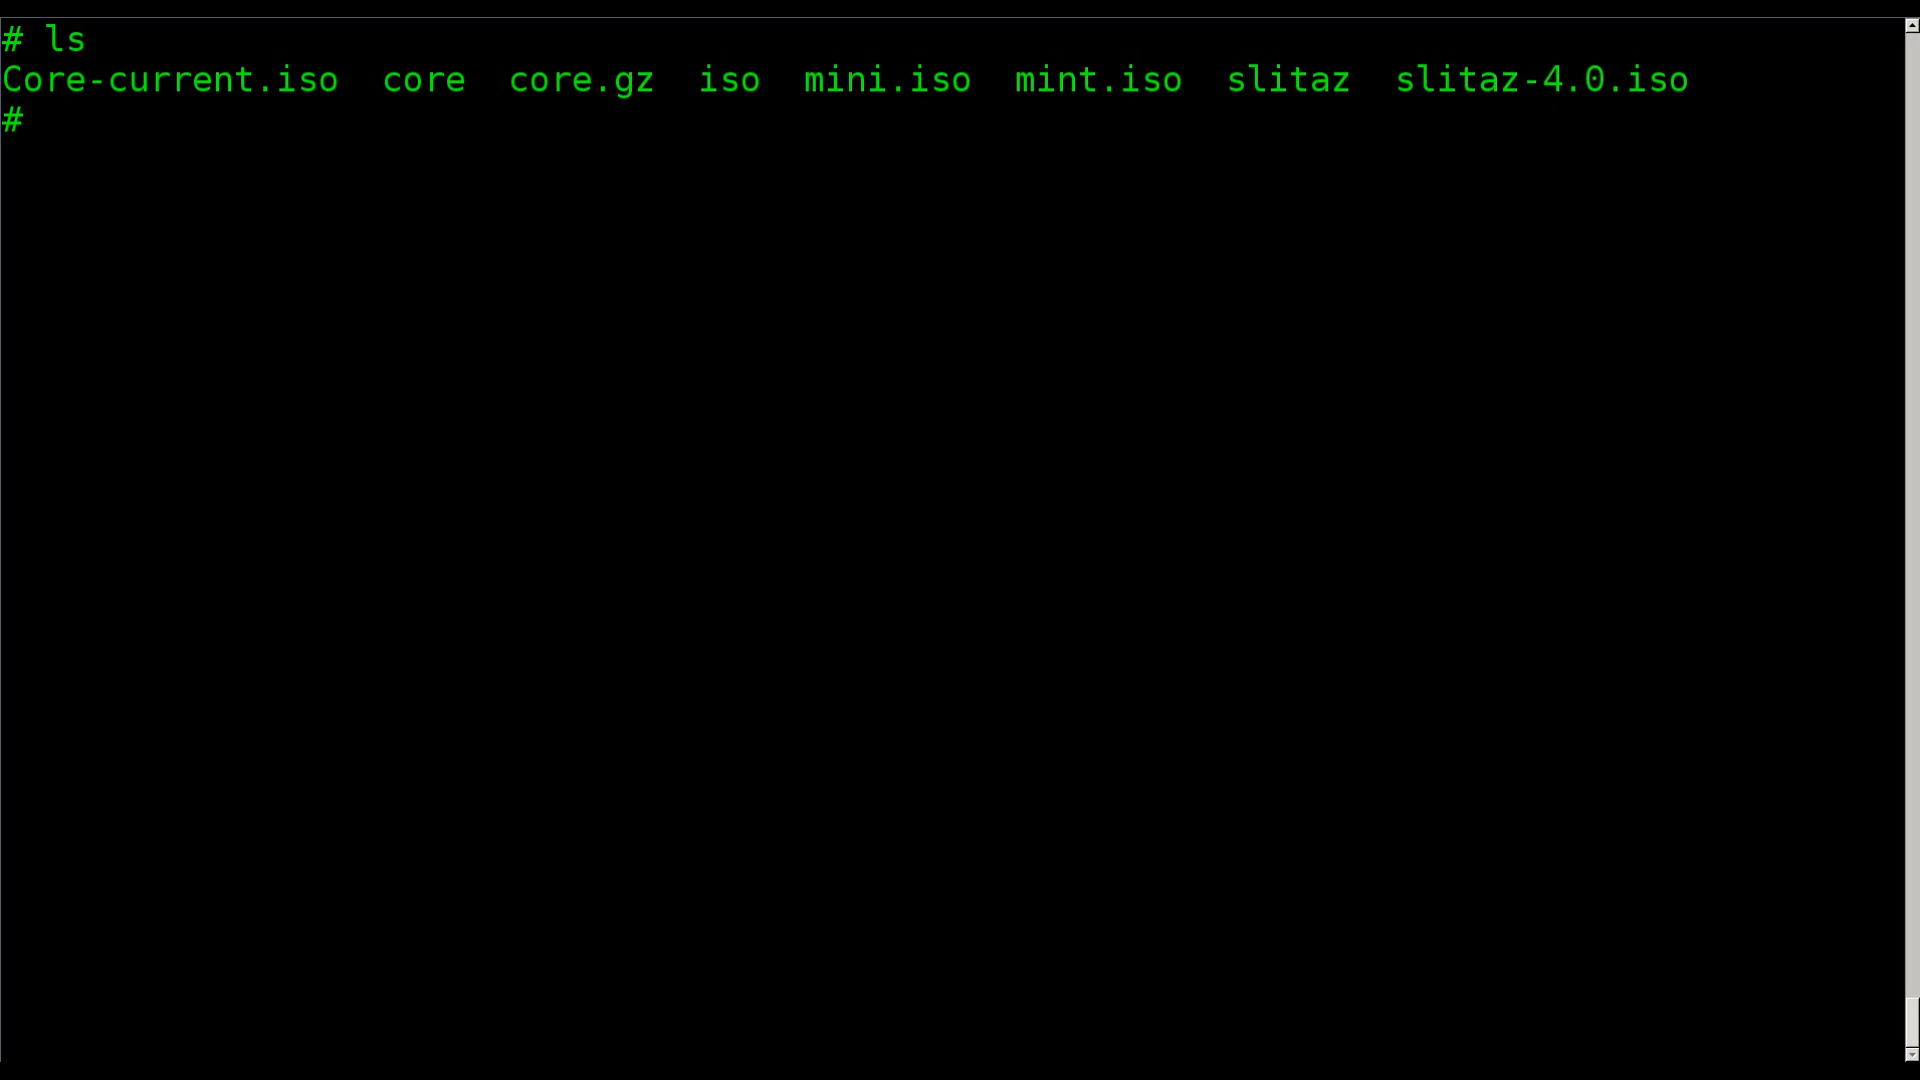 # ls
Core-current.iso  core  core.gz  iso  mini.iso  mint.iso  slitaz  slitaz-4.0.iso
#